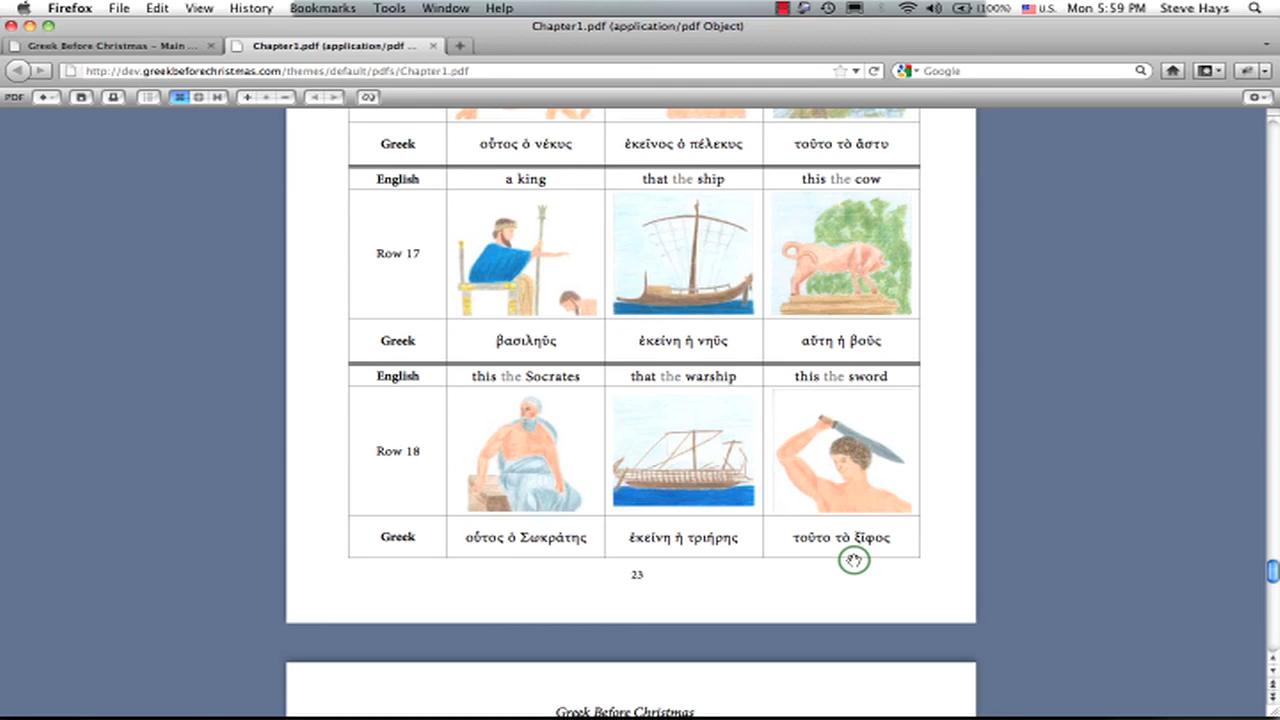 Firefox File Edit View History Bookmarks Tools Window Help (100%) U.S. Mon 5:59 PM Steve Hays
Chapter1.pdf (application/pdf Object)
Greek Before Christmas – Main ... Chapter1.pdf (application/pdf ...
http://dev.greekbeforechristmas.com/themes/default/pdfs/Chapter1.pdf Google
PDF
Greek οὗτος ὁ νέκυς ἐκεῖνος ὁ πέλεκυς τοῦτο τὸ ἄστυ
English a king that the ship this the cow
Row 17
Greek βασιληῦς ἐκείνη ἡ νηῦς αὕτη ἡ βοῦς
English this the Socrates that the warship this the sword
Row 18
Greek οὗτος ὁ Σωκράτης ἐκείνη ἡ τριήρης τοῦτο τὸ ξῖφος
23
Greek Before Christmas